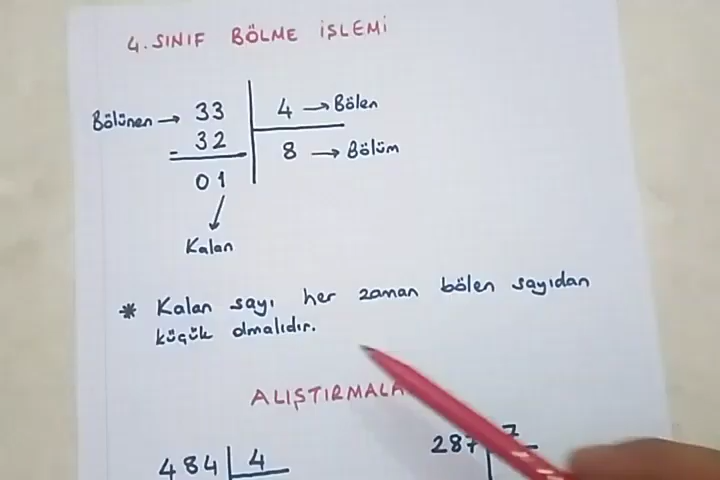 4. SINIF BÖLME İŞLEMİ
Bölünen → 33 4 → Bölen
- 32 8 → Bölüm
01
Kalan
* Kalan sayı her zaman bölen sayıdan
küçük olmalıdır.
ALIŞTIRMALA
484 4 287 7